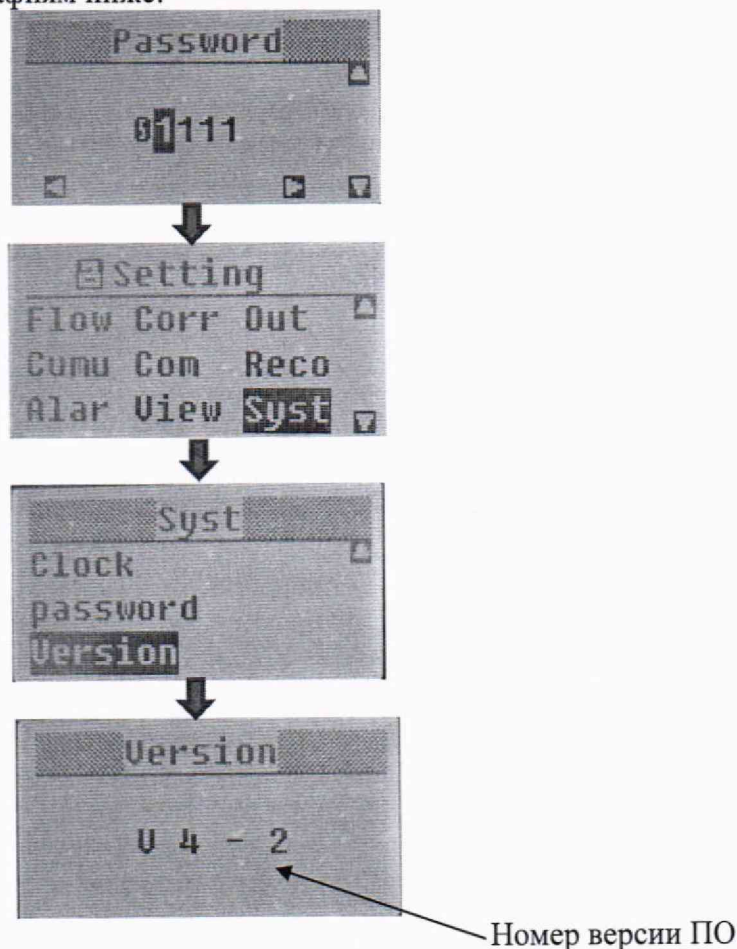 ниже.
Password
01111
Setting
Flow Corr Out
Cumu Com Reco
Alar View Syst
Syst
Clock
password
Version
Version
V 4 - 2
Номер версии ПО